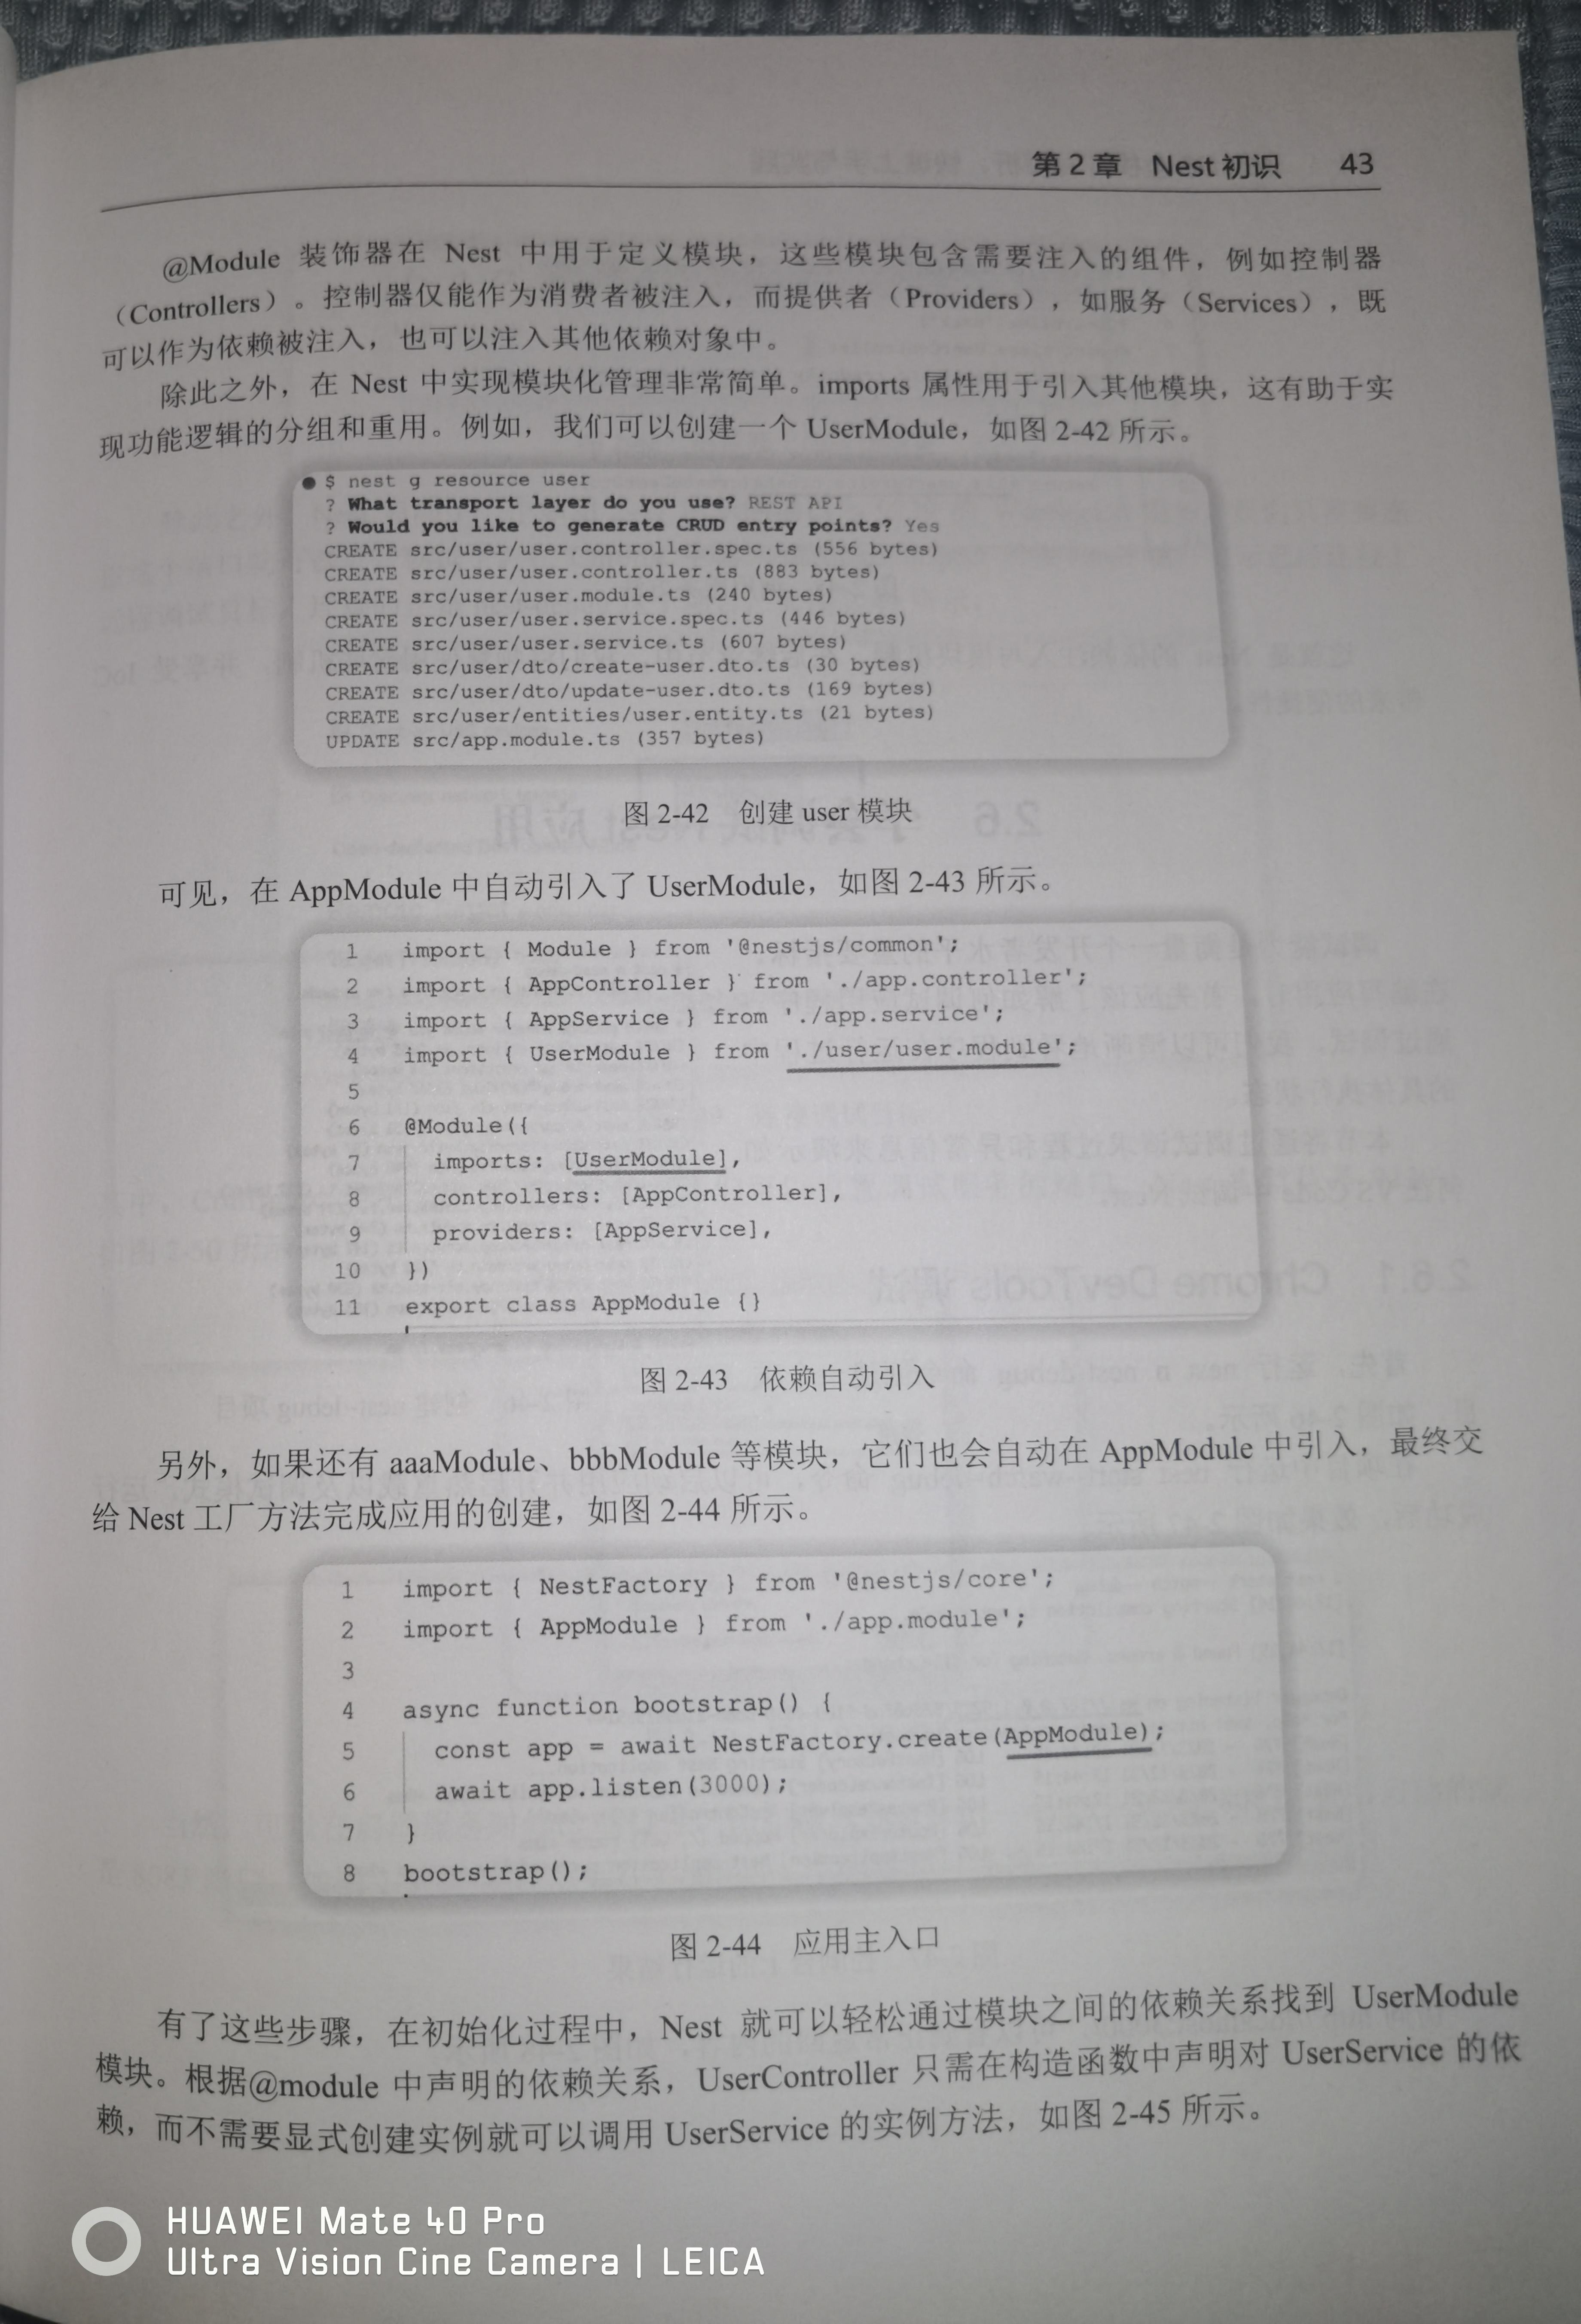 第2章 Nest初识 43
@Module 装饰器在 Nest 中用于定义模块，这些模块包含需要注入的组件，例如控制器
（Controllers）。控制器仅能作为消费者被注入，而提供者（Providers），如服务（Services），既
可以作为依赖被注入，也可以注入其他依赖对象中。
除此之外，在 Nest 中实现模块化管理非常简单。imports 属性用于引入其他模块，这有助于实
现功能逻辑的分组和重用。例如，我们可以创建一个 UserModule，如图 2-42 所示。
$ nest g resource user
? What transport layer do you use? REST API
? Would you like to generate CRUD entry points? Yes
CREATE src/user/user.controller.spec.ts (556 bytes)
CREATE src/user/user.controller.ts (883 bytes)
CREATE src/user/user.module.ts (240 bytes)
CREATE src/user/user.service.spec.ts (446 bytes)
CREATE src/user/user.service.ts (607 bytes)
CREATE src/user/dto/create-user.dto.ts (30 bytes)
CREATE src/user/dto/update-user.dto.ts (169 bytes)
CREATE src/user/entities/user.entity.ts (21 bytes)
UPDATE src/app.module.ts (357 bytes)
图 2-42 创建 user 模块
可见，在 AppModule 中自动引入了 UserModule，如图 2-43 所示。
1 import { Module } from '@nestjs/common';
2 import { AppController } from './app.controller';
3 import { AppService } from './app.service';
4 import { UserModule } from './user/user.module';
5
6 @Module({
7 imports: [UserModule],
8 controllers: [AppController],
9 providers: [AppService],
10 })
11 export class AppModule {}
图 2-43 依赖自动引入
另外，如果还有 aaaModule、bbbModule 等模块，它们也会自动在 AppModule 中引入，最终交
给 Nest 工厂方法完成应用的创建，如图 2-44 所示。
1 import { NestFactory } from '@nestjs/core';
2 import { AppModule } from './app.module';
3
4 async function bootstrap() {
5 const app = await NestFactory.create(AppModule);
6 await app.listen(3000);
7 }
8 bootstrap();
图 2-44 应用主入口
有了这些步骤，在初始化过程中，Nest 就可以轻松通过模块之间的依赖关系找到 UserModule
模块。根据@module 中声明的依赖关系，UserController 只需在构造函数中声明对 UserService 的依
赖，而不需要显式创建实例就可以调用 UserService 的实例方法，如图 2-45 所示。
HUAWEI Mate 40 Pro
Ultra Vision Cine Camera | LEICA